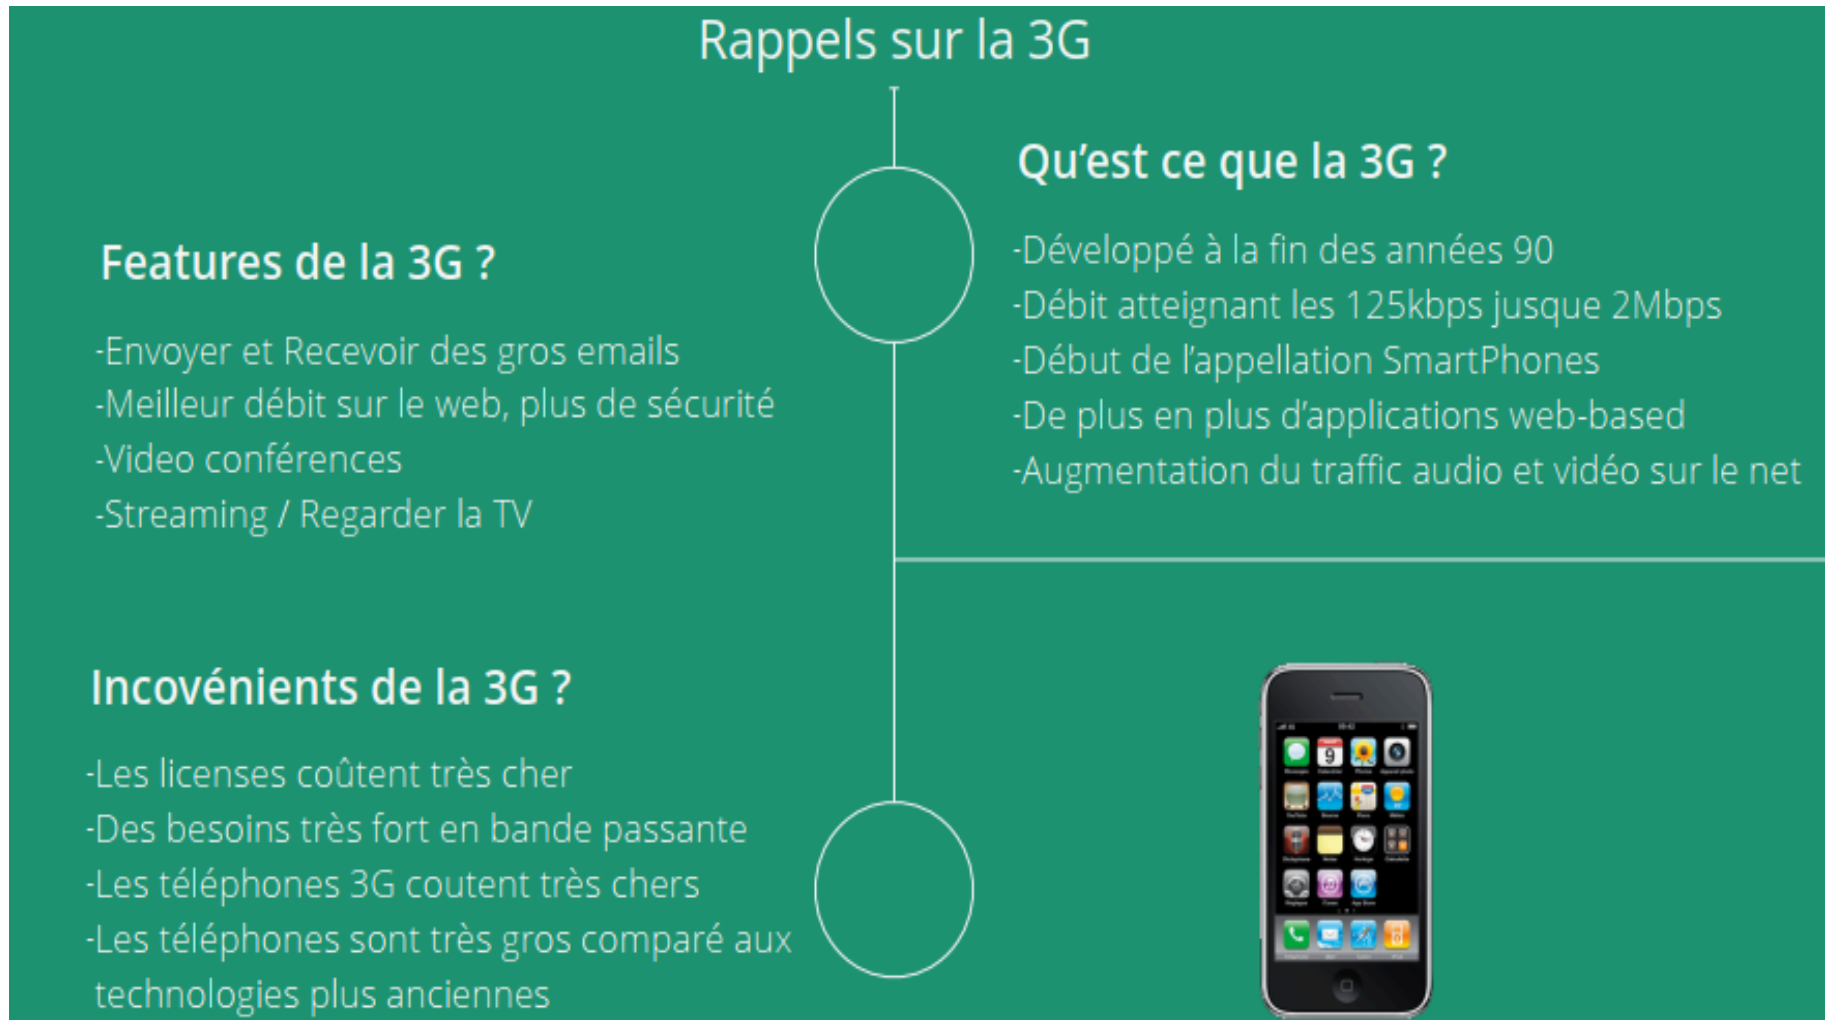 Rappels sur la 3G
Qu'est ce que la 3G ?
-Développé à la fin des années 90
-Débit atteignant les 125kbps jusque 2Mbps
-Début de l'appellation SmartPhones
-De plus en plus d'applications web-based
-Augmentation du traffic audio et vidéo sur le net
Features de la 3G ?
-Envoyer et Recevoir des gros emails
-Meilleur débit sur le web, plus de sécurité
-Video conférences
-Streaming / Regarder la TV
Incovénients de la 3G ?
-Les licenses coûtent très cher
-Des besoins très fort en bande passante
-Les téléphones 3G coutent très chers
-Les téléphones sont très gros comparé aux
technologies plus anciennes
9